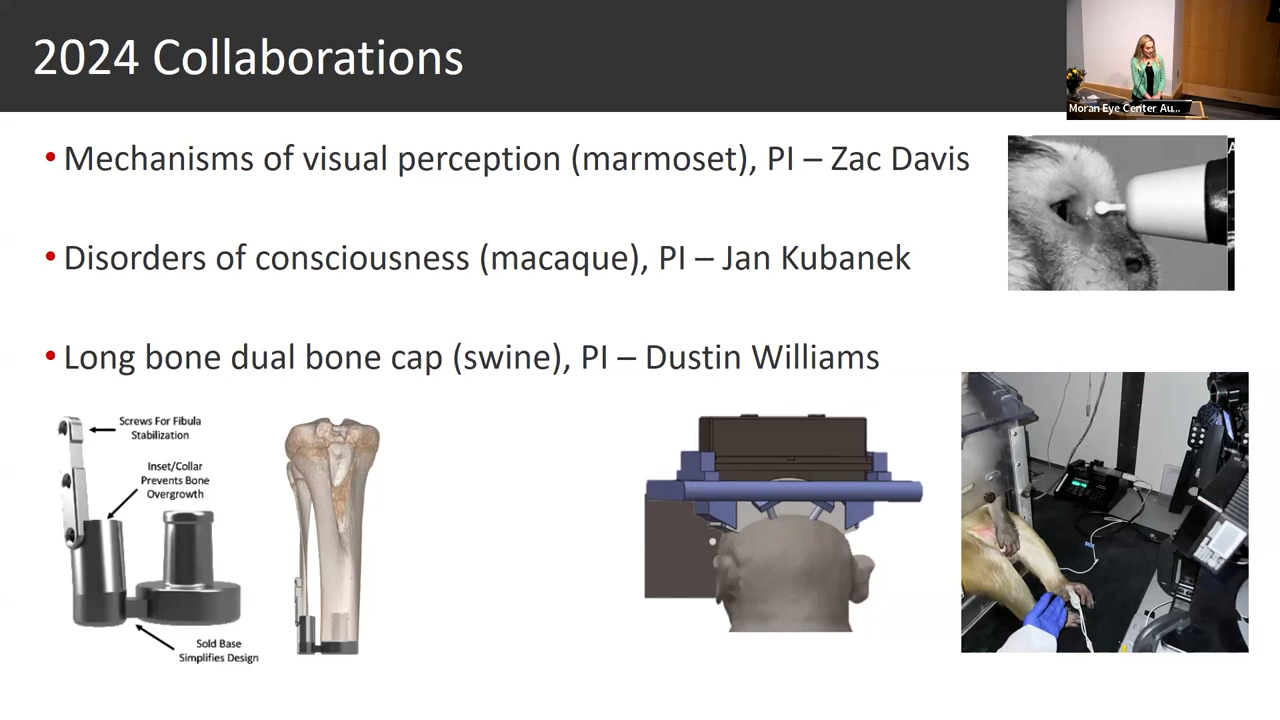 2024 Collaborations
Moran Eye Center Au...
• Mechanisms of visual perception (marmoset), PI – Zac Davis
A
• Disorders of consciousness (macaque), PI – Jan Kubanek
• Long bone dual bone cap (swine), PI – Dustin Williams
Screws For Fibula
Stabilization
Inset/Collar
Prevents Bone
Overgrowth
Sold Base
Simplifies Design